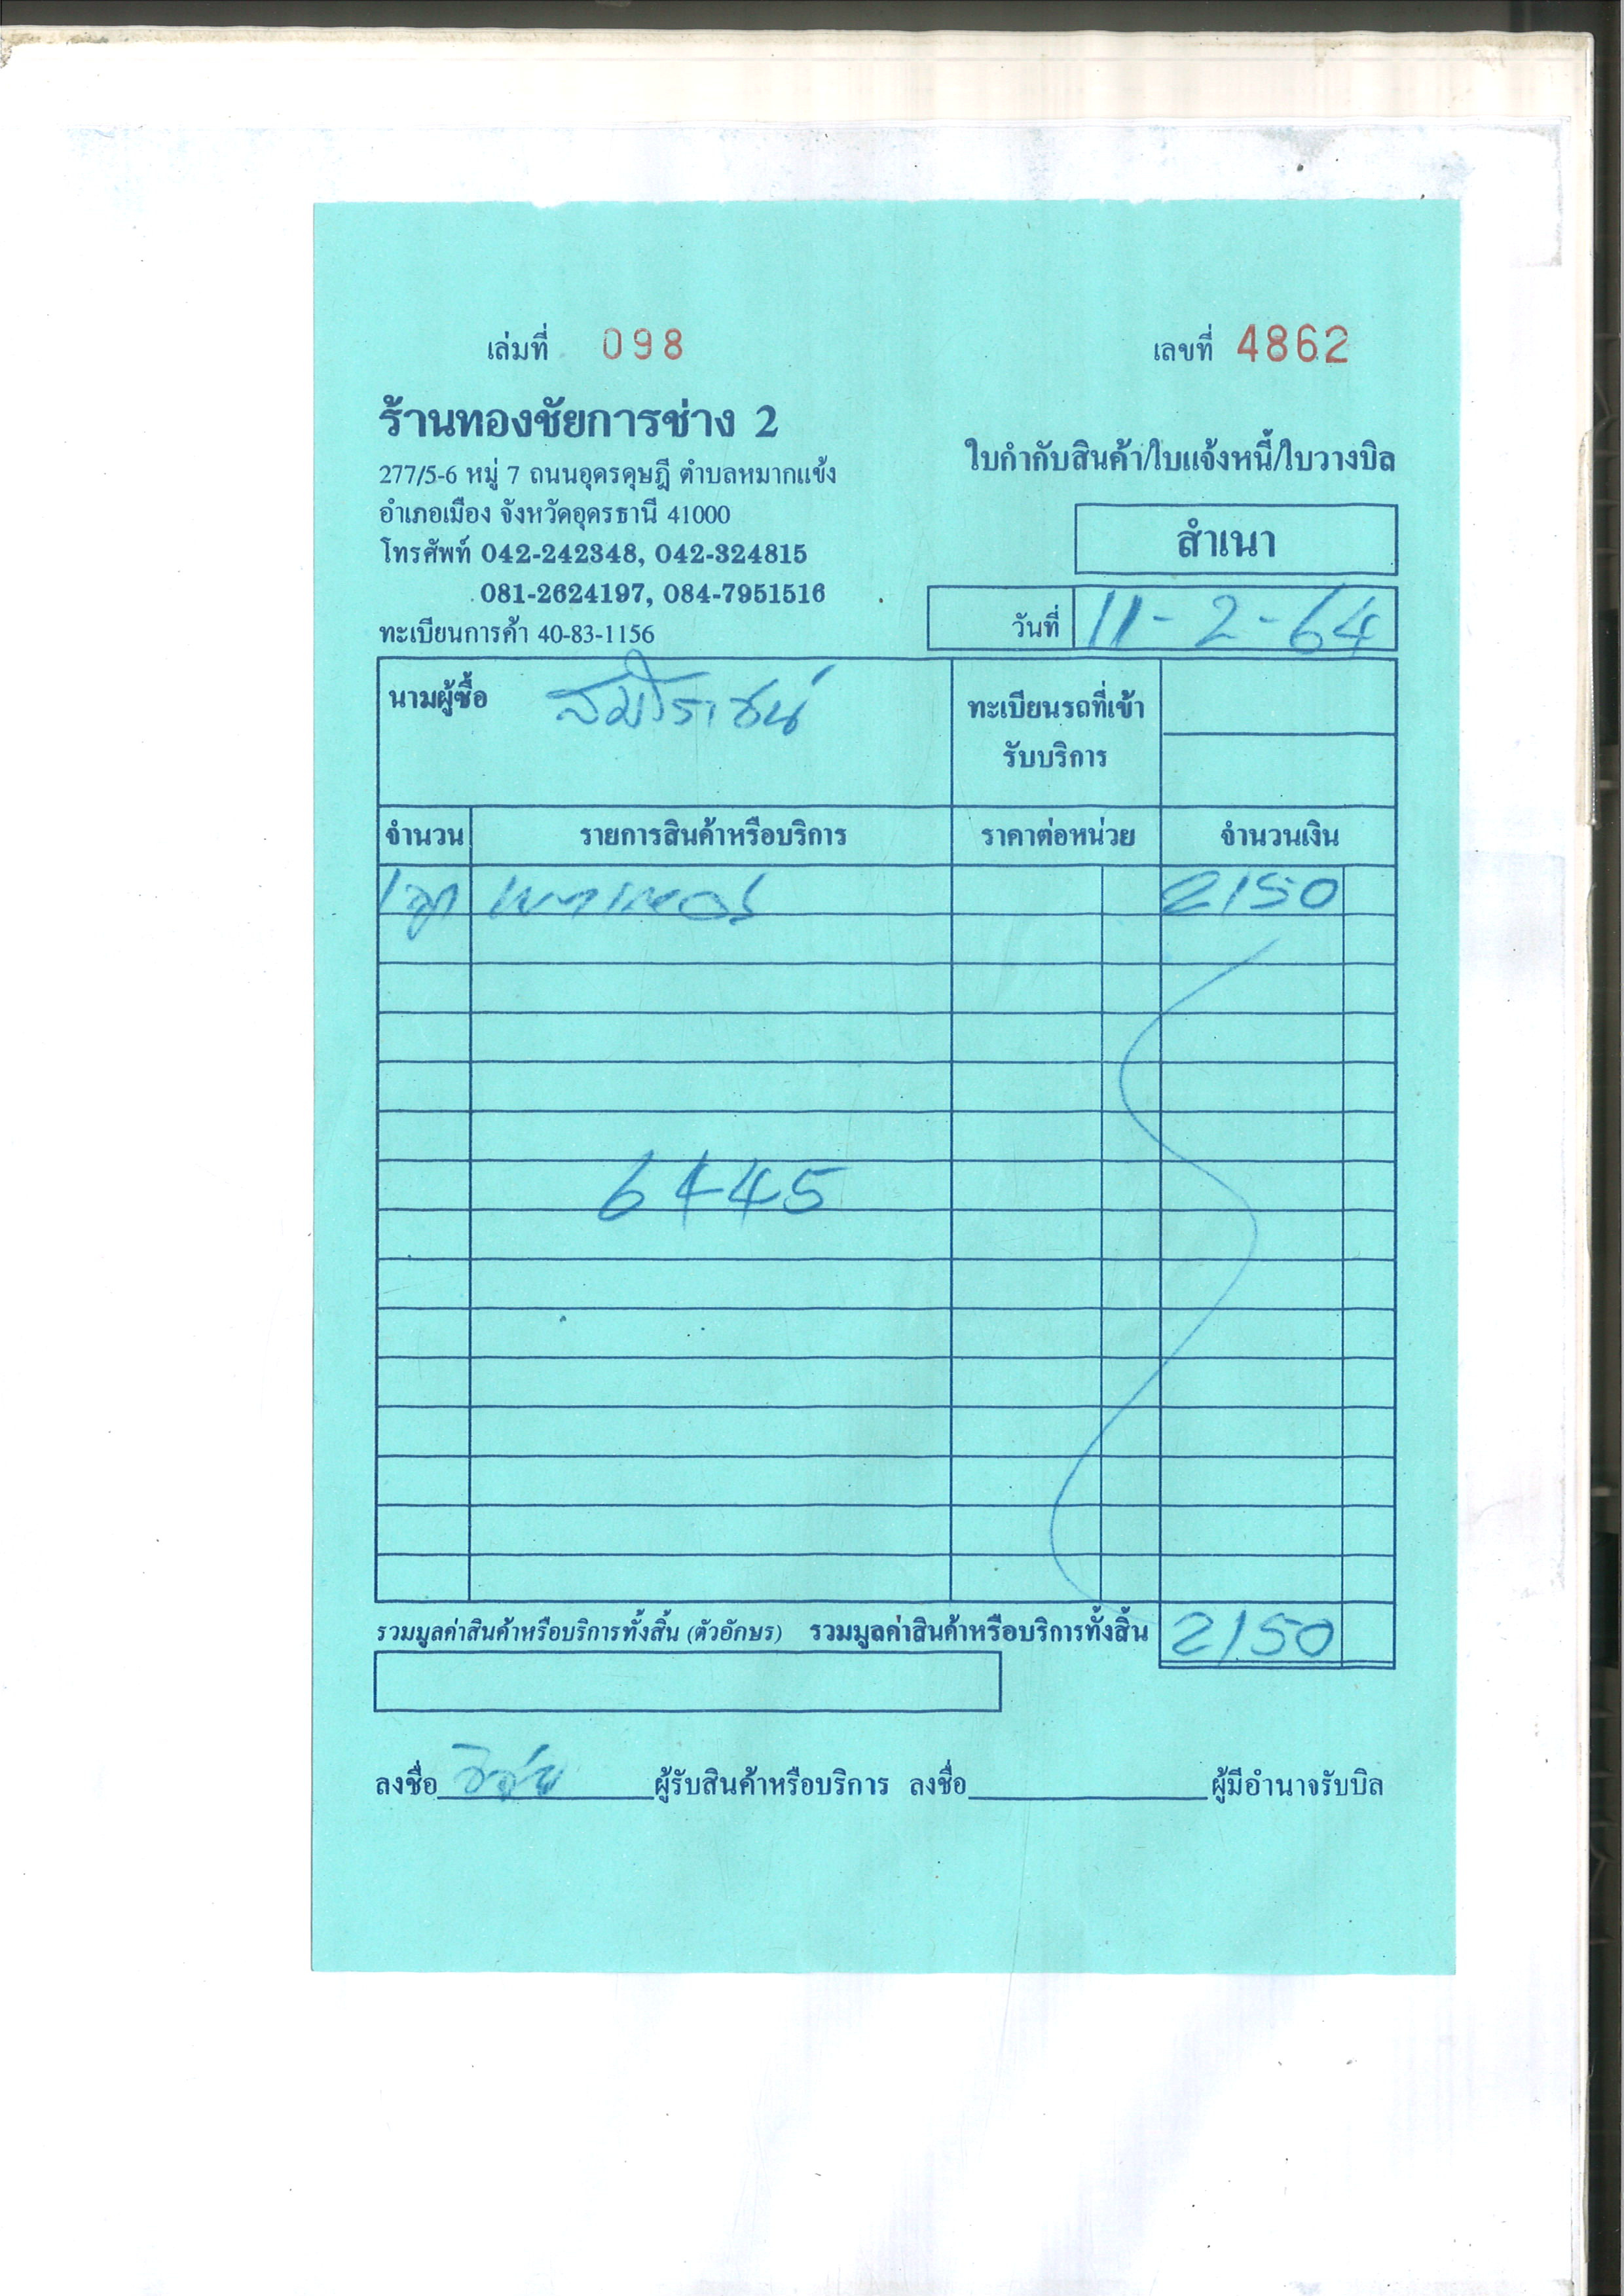 เล่มที่ 098 เลขที่ 4862
ร้านทองชัยการช่าง 2
277/5-6 หมู่ 7 ถนนอุดรดุษฎี ตำบลหมากแข้ง
ใบกำกับสินค้า/ใบแจ้งหนี้/ใบวางบิล
อำเภอเมือง จังหวัดอุดรธานี 41000
สำเนา
โทรศัพท์ 042-242348, 042-324815
081-2624197, 084-7951516
วันที่ 11-2-64
ทะเบียนการค้า 40-83-1156
นามผู้ซื้อ
ทะเบียนรถที่เข้า
รับบริการ
จำนวน รายการสินค้าหรือบริการ ราคาต่อหน่วย จำนวนเงิน
2150
6445
รวมมูลค่าสินค้าหรือบริการทั้งสิ้น (ตัวอักษร) รวมมูลค่าสินค้าหรือบริการทั้งสิ้น 2150
ลงชื่อ ผู้รับสินค้าหรือบริการ ลงชื่อ ผู้มีอำนาจรับบิล